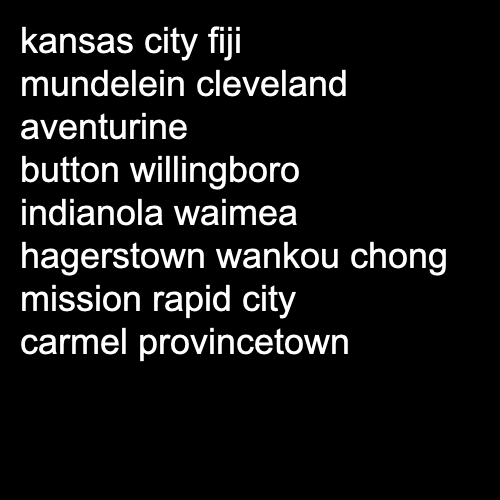 kansas city fiji
mundelein cleveland
aventurine
button willingboro
indianola waimea
hagerstown wankou chong
mission rapid city
carmel provincetown